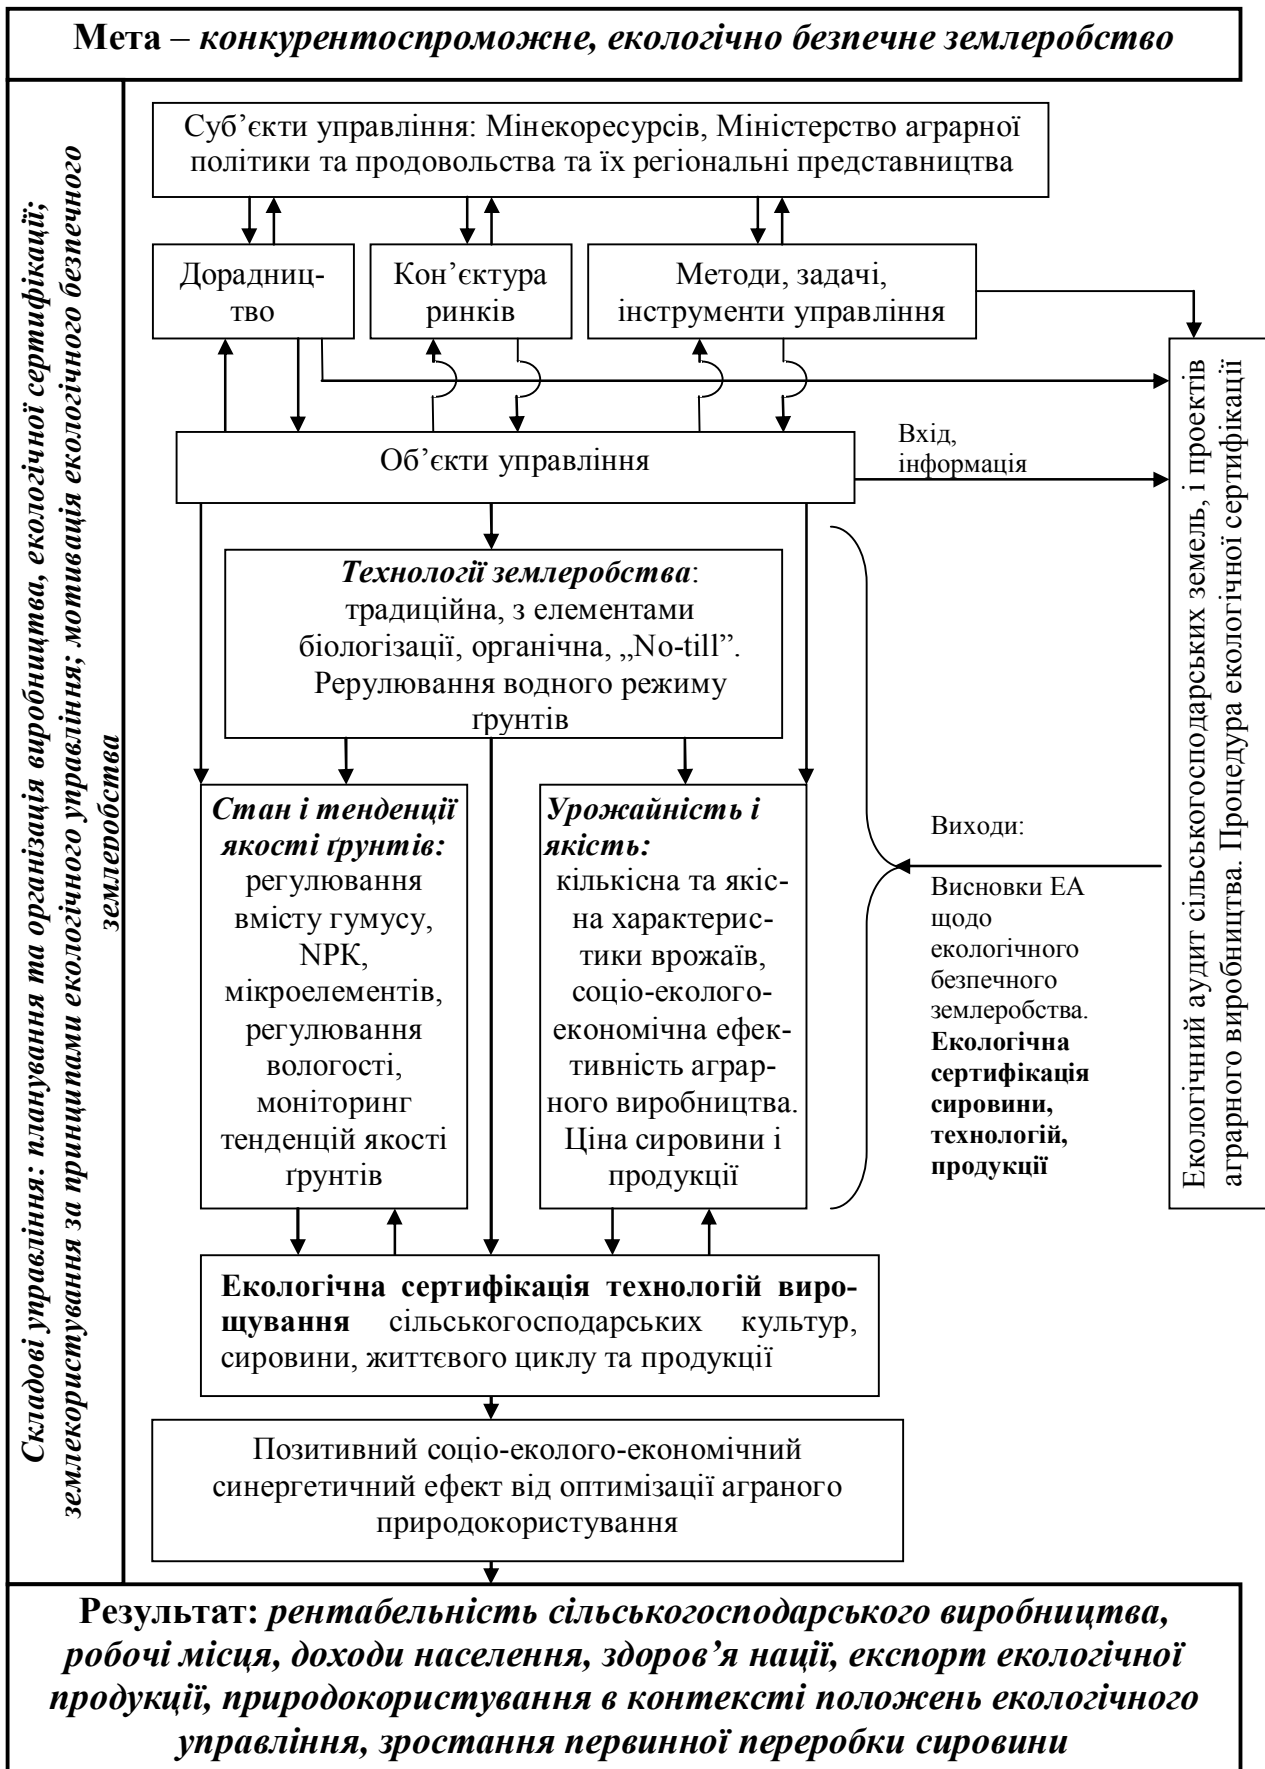 Мета – конкурентоспроможне, екологічно безпечне землеробство
Складові управління: планування та організація виробництва, екологічної сертифікації;
землекористування за принципами екологічного управління; мотивація екологічного безпечного
землеробства
Суб’єкти управління: Мінекоресурсів, Міністерство аграрної
політики та продовольства та їх регіональні представництва
Дорадниц-
тво
Кон’єктура
ринків
Методи, задачі,
інструменти управління
Об’єкти управління
Вхід,
інформація
Технології землеробства:
традиційна, з елементами
біологізації, органічна, „No-till”.
Рерулювання водного режиму
ґрунтів
Стан і тенденції
якості ґрунтів:
регулювання
вмісту гумусу,
NPК,
мікроелементів,
регулювання
вологості,
моніторинг
тенденцій якості
ґрунтів
Урожайність і
якість:
кількісна та якіс-
на характерис-
тики врожаїв,
соціо-еколого-
економічна ефек-
тивність аграр-
ного виробництва.
Ціна сировини і
продукції
Виходи:
Висновки ЕА
щодо
екологічного
безпечного
землеробства.
Екологічна
сертифікація
сировини,
технологій,
продукції
Екологічний аудит сільськогосподарських земель, і проектів
аграрного виробництва. Процедура екологічної сертифікації
Екологічна сертифікація технологій виро-
щування сільськогосподарських культур,
сировини, життєвого циклу та продукції
Позитивний соціо-еколого-економічний
синергетичний ефект від оптимізації аграного
природокористування
Результат: рентабельність сільськогосподарського виробництва,
робочі місця, доходи населення, здоров’я нації, експорт екологічної
продукції, природокористування в контексті положень екологічного
управління, зростання первинної переробки сировини